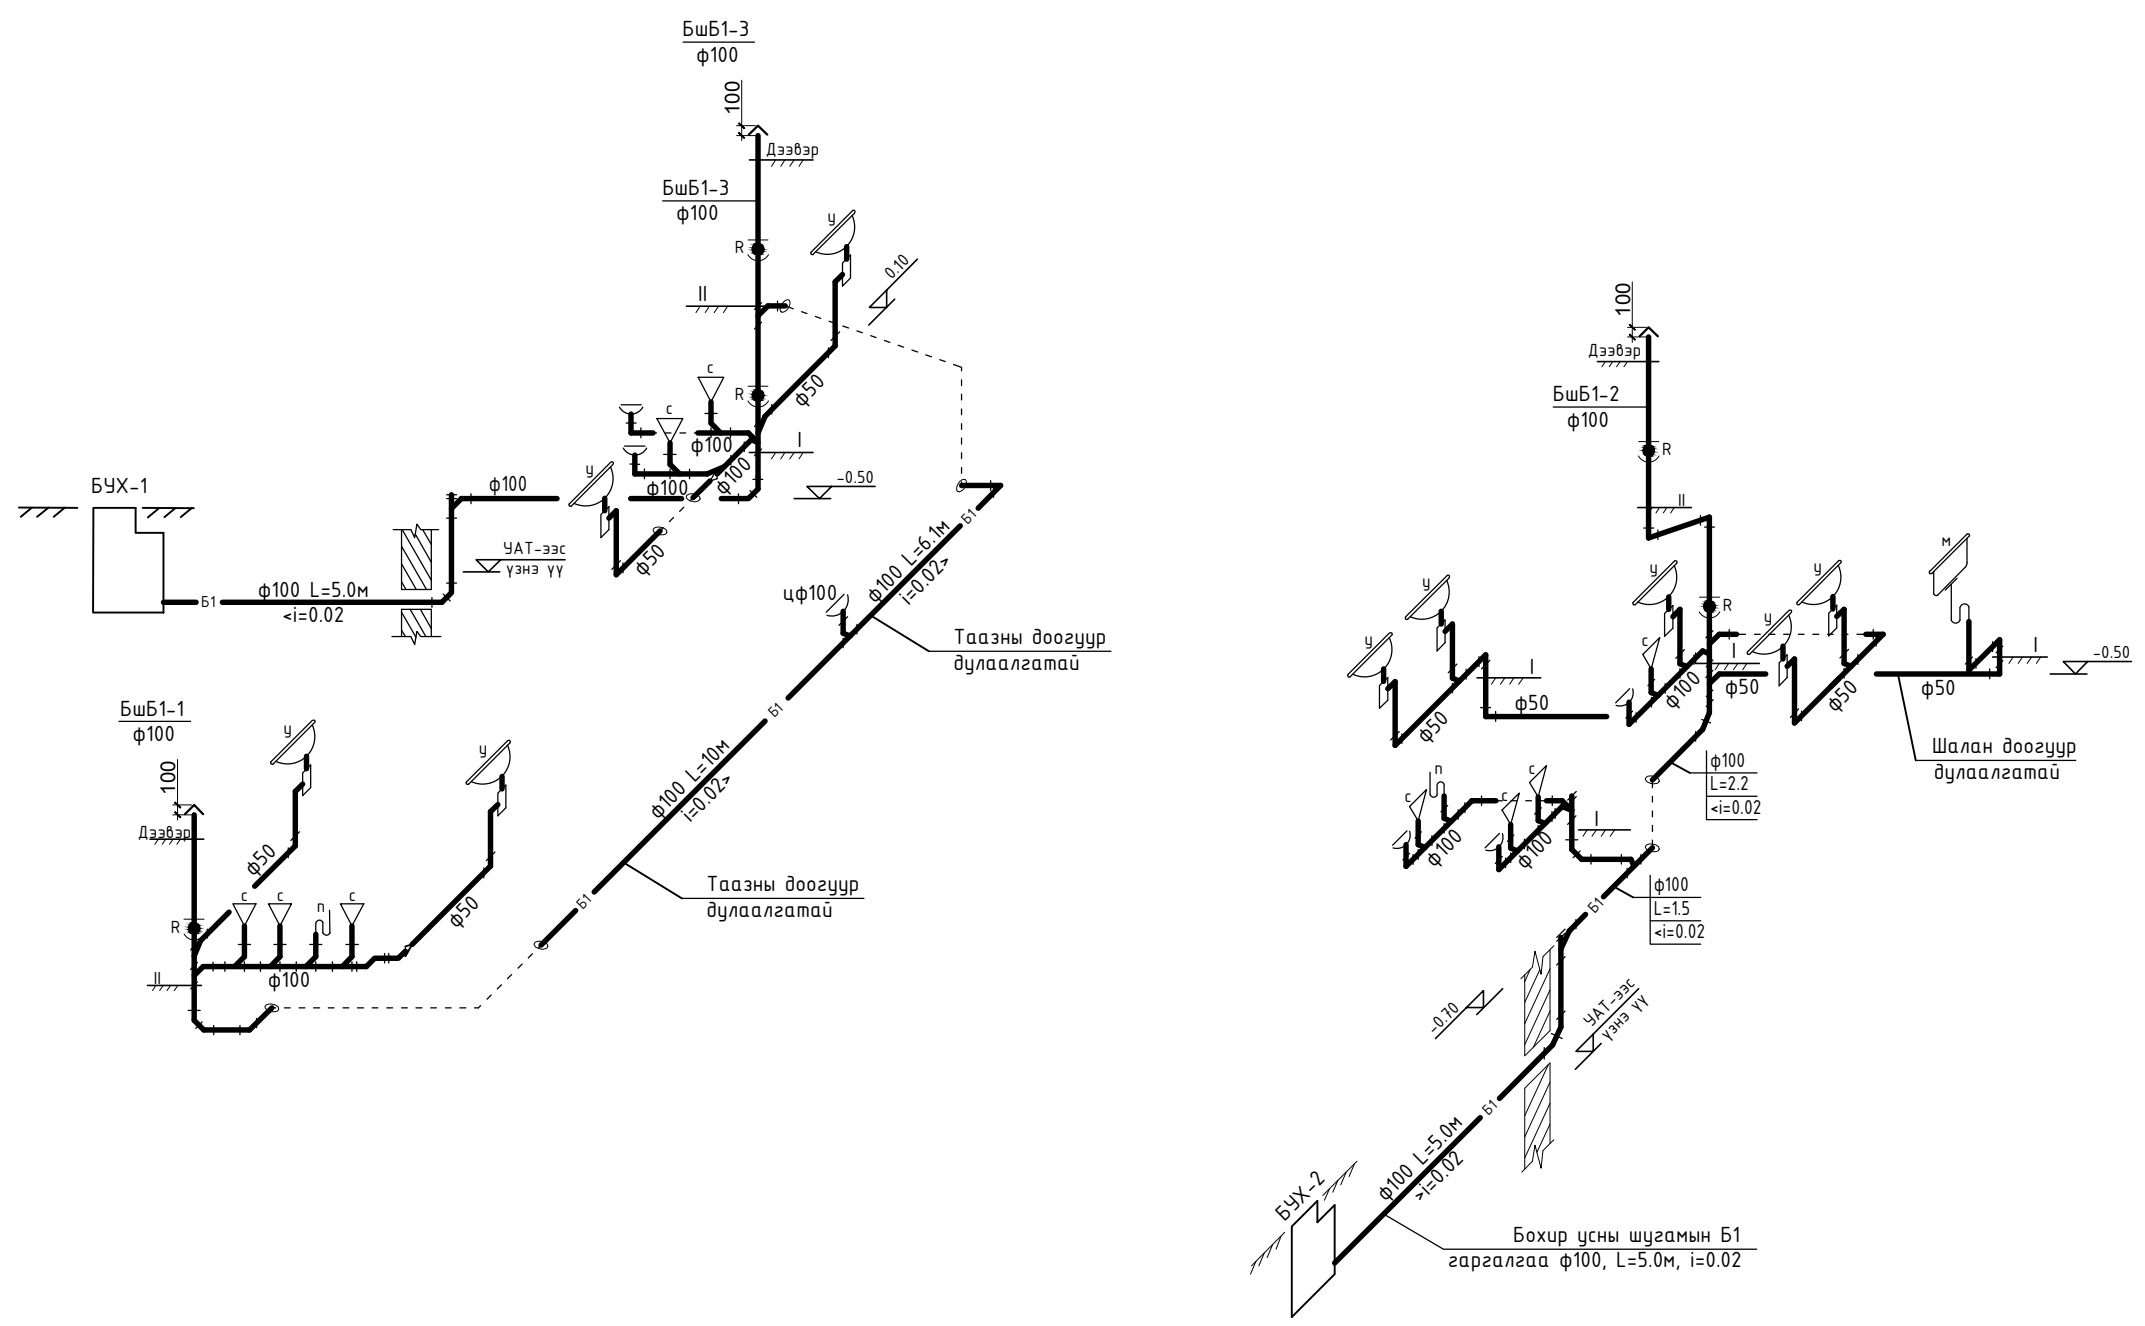 БшБ1-3
ф100
100
Дээвэр
БшБ1-3
ф100
у
R
0.10
II
с
R
ф50
с
ф100
I
у
ф100
ф100
-0.50
БУХ-1
ф100
УАТ-ээс
үзнэ үү
ф50
Б1
ф100 L=5.0м
<i=0.02
Б1
ф100 L=6.1м
i=0.02>
цф100
Таазны доогуур
дулаалгатай
Б1
ф100 L=10м
i=0.02>
Таазны доогуур
дулаалгатай
Б1
БшБ1-1
ф100
100
у
у
Дээвэр
ф50
с
с
п
с
ф50
R
II
ф100
100
Дээвэр
БшБ1-2
ф100
R
II
м
у
у
у
R
у
у
с
I
I
I
-0.50
ф50
ф50
ф100
ф50
ф50
ф50
Шалан доогуур
дулаалгатай
ф100
L=2.2
<i=0.02
п
с
с
с
I
ф100
ф100
ф100
L=1.5
<i=0.02
Б1
-0.70
УАТ-ээс
үзнэ үү
Б1
ф100 L=5.0м
>i=0.02
БУХ-2
Бохир усны шугамын Б1
гаргалгаа ф100, L=5.0м, i=0.02